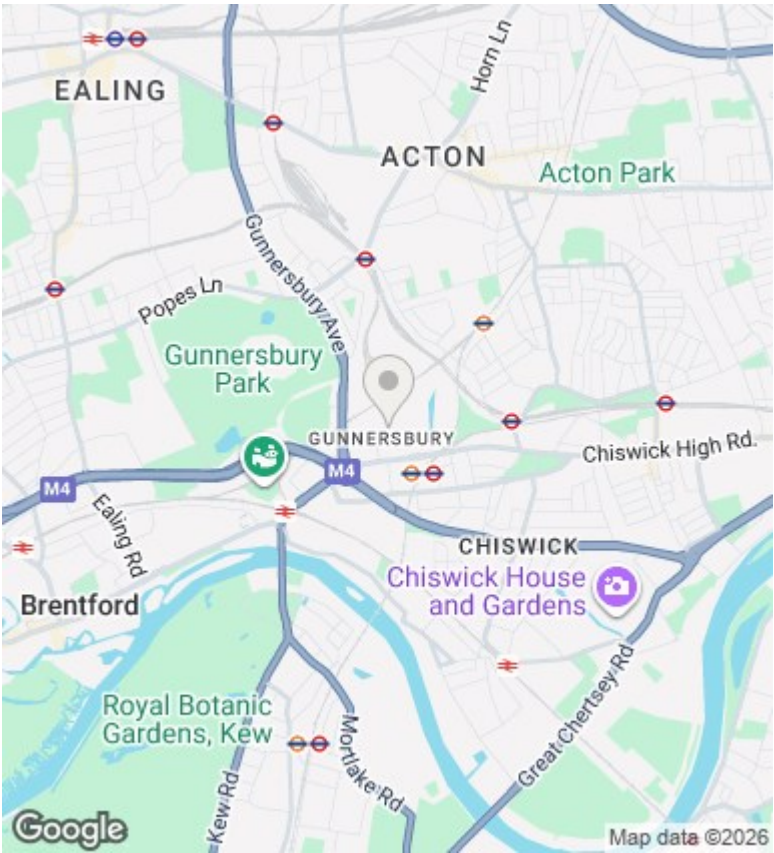 EALING
Horn Ln
ACTON
Acton Park
Gunnersbury Ave
Popes Ln
Gunnersbury
Park
GUNNERSBURY
Chiswick High Rd.
M4
M4
Ealing Rd
CHISWICK
Chiswick House
and Gardens
Brentford
Royal Botanic
Gardens, Kew
Great Chertsey Rd
Mortlake Rd
Kew Rd
Google
Map data ©2026